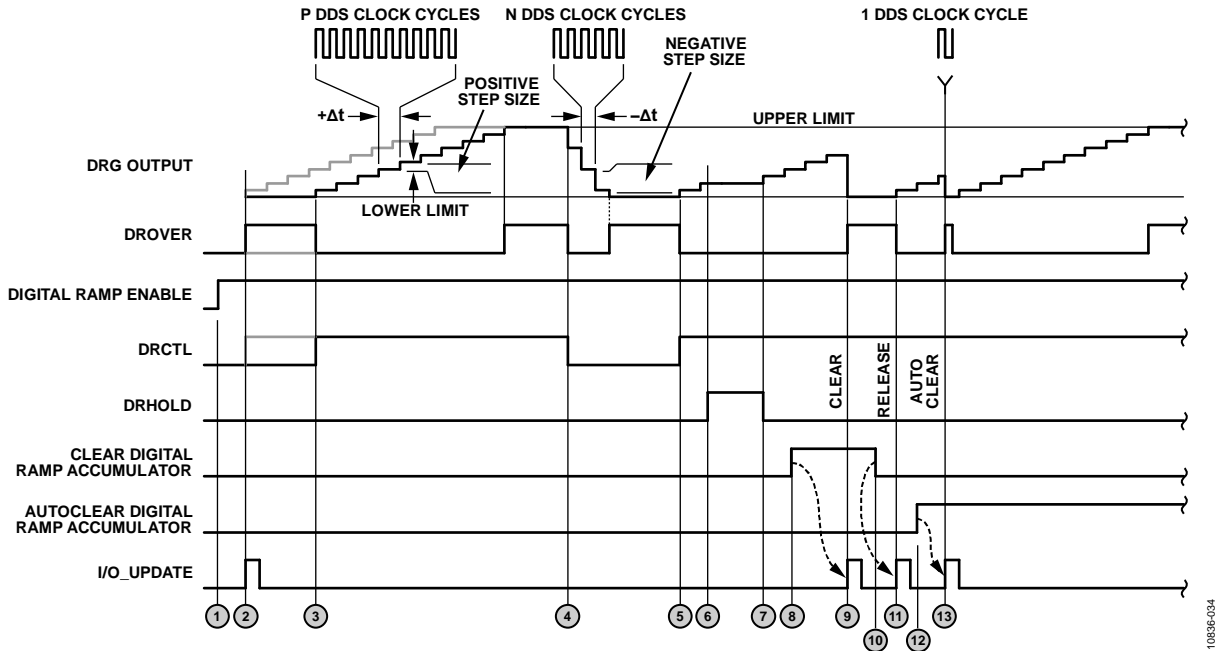 P DDS CLOCK CYCLES
N DDS CLOCK CYCLES
1 DDS CLOCK CYCLE
NEGATIVE
STEP SIZE
POSITIVE
STEP SIZE
+Δt
–Δt
UPPER LIMIT
DRG OUTPUT
LOWER LIMIT
DROVER
DIGITAL RAMP ENABLE
DRCTL
CLEAR
RELEASE
AUTO
CLEAR
DRHOLD
CLEAR DIGITAL
RAMP ACCUMULATOR
AUTOCLEAR DIGITAL
RAMP ACCUMULATOR
I/O_UPDATE
1 2 3 4 5 6 7 8 9 11 13
10 12
10836-034